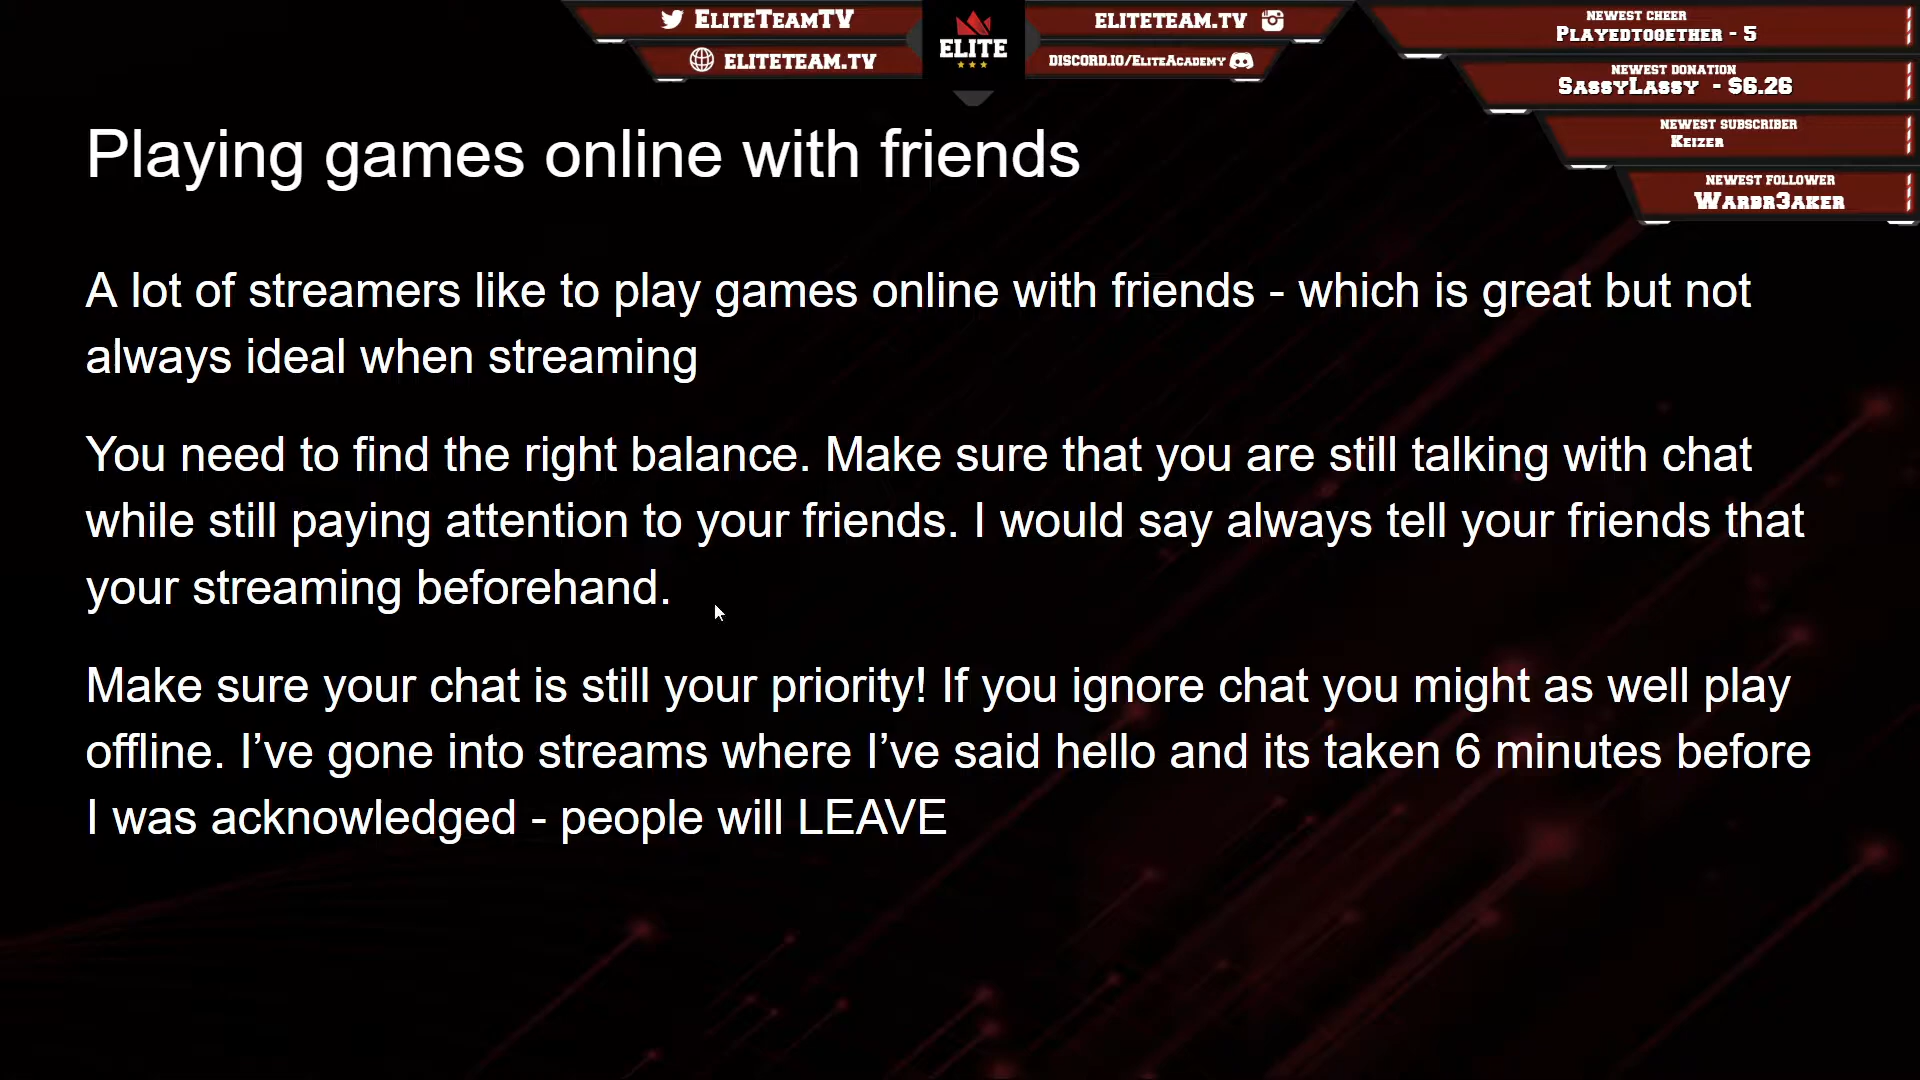 EliteTeamTV
eliteteam.tv
ELITE
eliteteam.tv
discord.io/EliteAcademy
Newest Cheer
Playedtogether - 5
Newest Donation
SassyLassy - $6.26
Newest Subscriber
Keizer
Newest Follower
Warbr3aker
Playing games online with friends
A lot of streamers like to play games online with friends - which is great but not
always ideal when streaming
You need to find the right balance. Make sure that you are still talking with chat
while still paying attention to your friends. I would say always tell your friends that
your streaming beforehand.
Make sure your chat is still your priority! If you ignore chat you might as well play
offline. I’ve gone into streams where I’ve said hello and its taken 6 minutes before
I was acknowledged - people will LEAVE